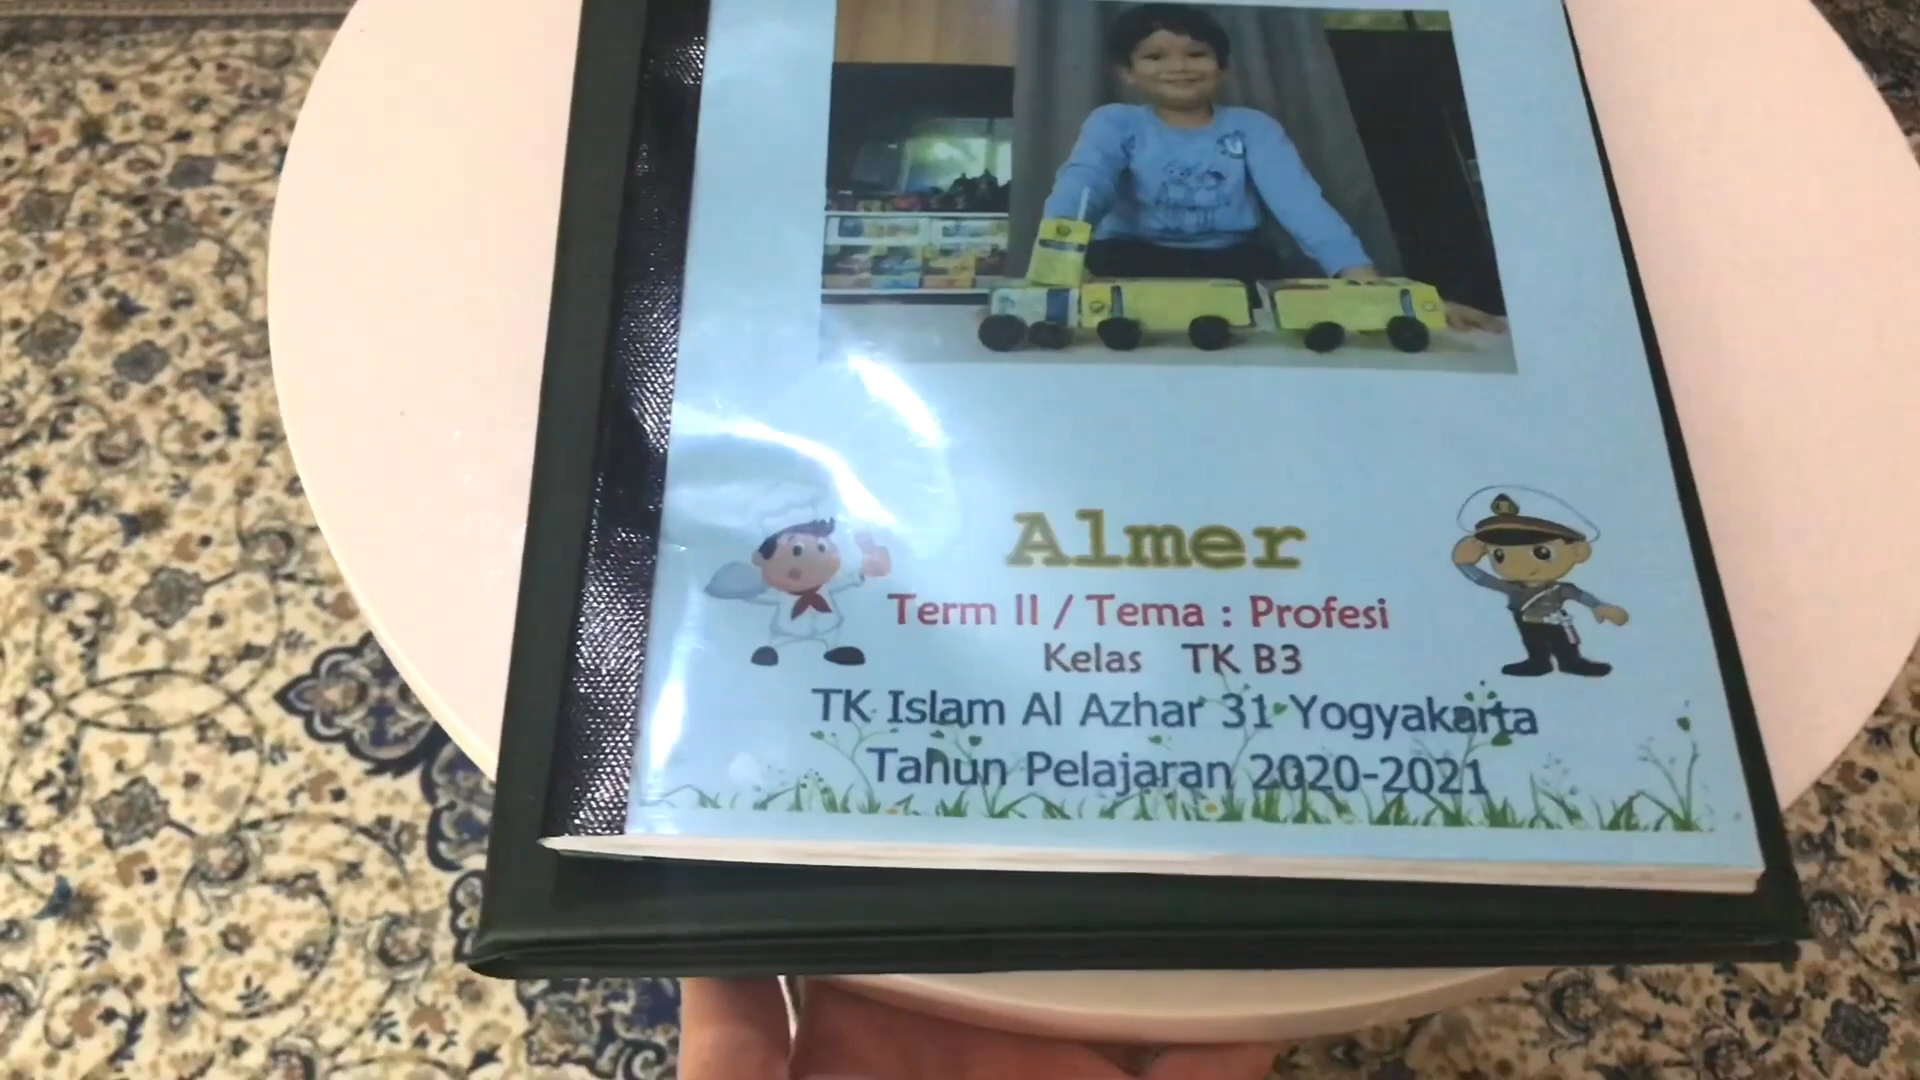 Almer
Term II / Tema : Profesi
Kelas TK B3
TK Islam Al Azhar 31 Yogyakarta
Tahun Pelajaran 2020-2021